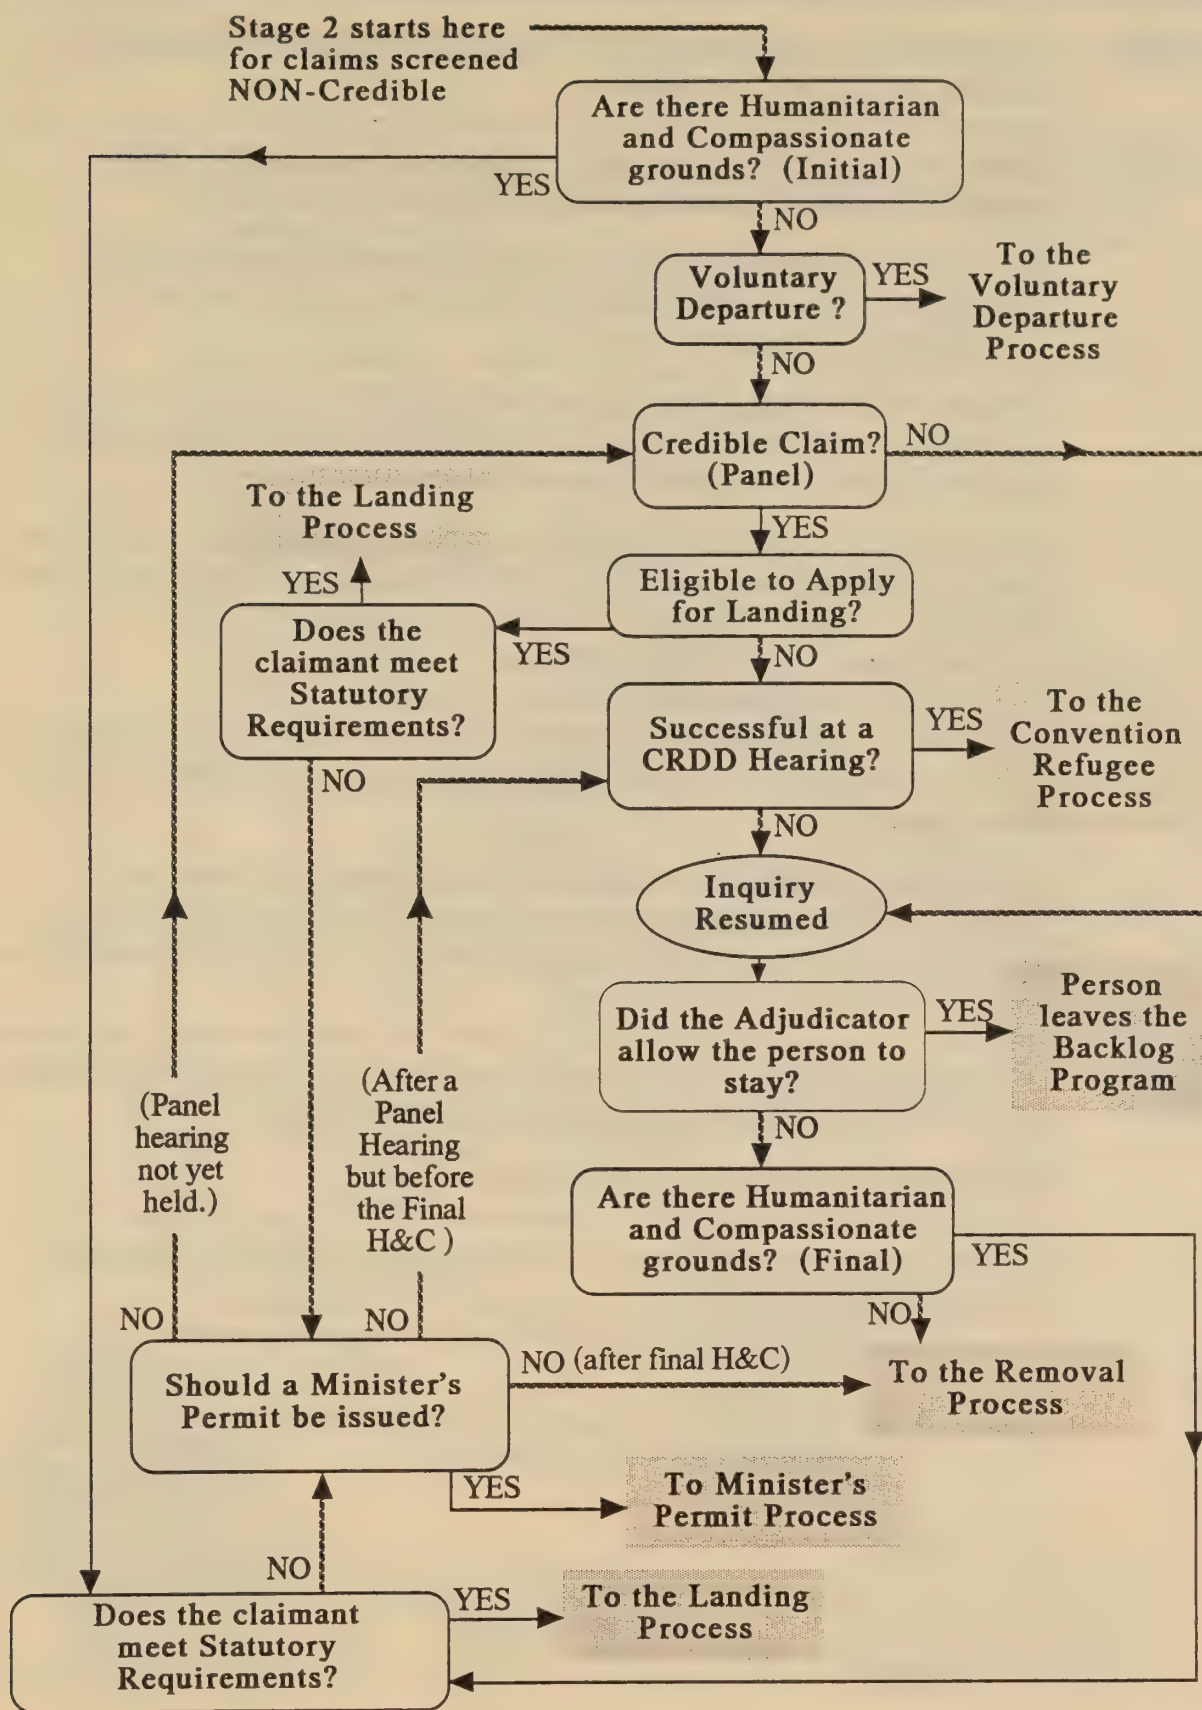 Stage 2 starts here
for claims screened
NON-Credible
Are there Humanitarian
and Compassionate
grounds? (Initial)
YES
NO
Voluntary
Departure ?
YES
To the
Voluntary
Departure
Process
NO
Credible Claim?
(Panel)
NO
To the Landing
Process
YES
YES
Eligible to Apply
for Landing?
Does the
claimant meet
Statutory
Requirements?
YES
NO
Successful at a
CRDD Hearing?
YES
To the
Convention
Refugee
Process
NO
NO
Inquiry
Resumed
Did the Adjudicator
allow the person to
stay?
YES
Person
leaves the
Backlog
Program
(Panel
hearing
not yet
held.)
(After a
Panel
Hearing
but before
the Final
H&C )
NO
Are there Humanitarian
and Compassionate
grounds? (Final)
YES
NO
NO
NO
Should a Minister's
Permit be issued?
NO (after final H&C)
To the Removal
Process
YES
To Minister's
Permit Process
NO
Does the claimant
meet Statutory
Requirements?
YES
To the Landing
Process